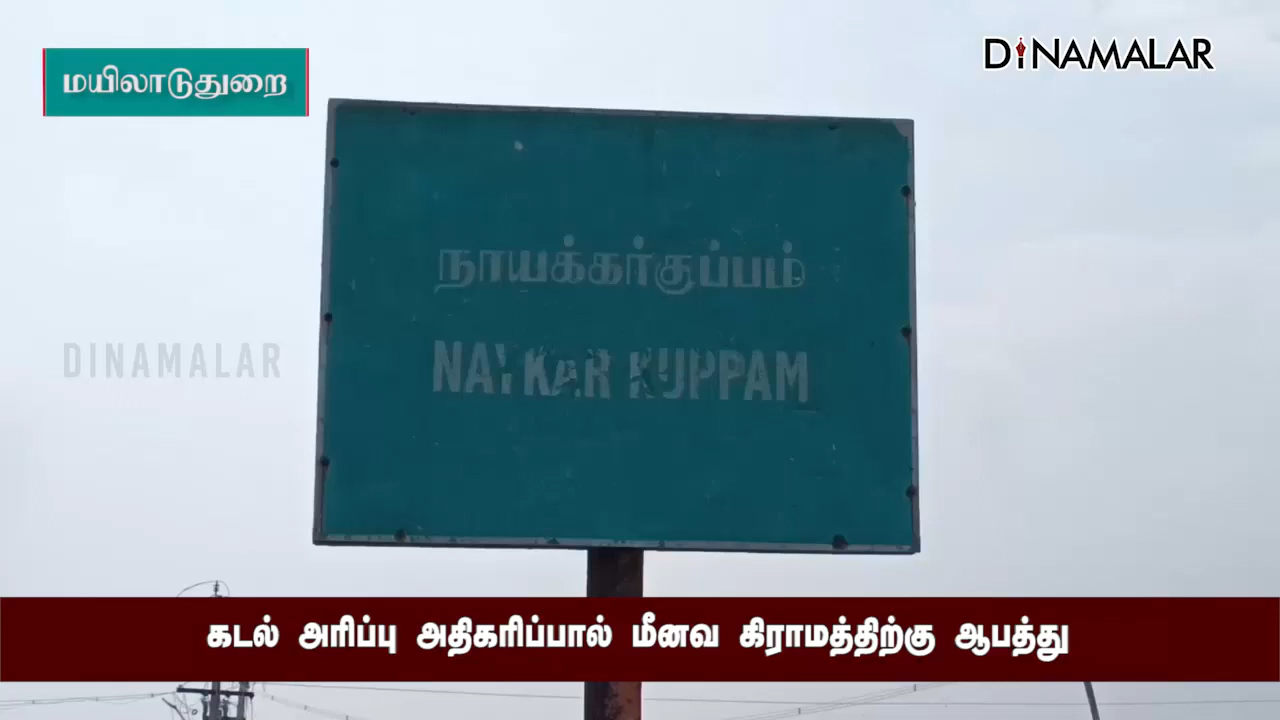 மயிலாடுதுறை
DINAMALAR
நாயக்கர்குப்பம்
NAYKAR KUPPAM
DINAMALAR
கடல் அரிப்பு அதிகரிப்பால் மீனவ கிராமத்திற்கு ஆபத்து